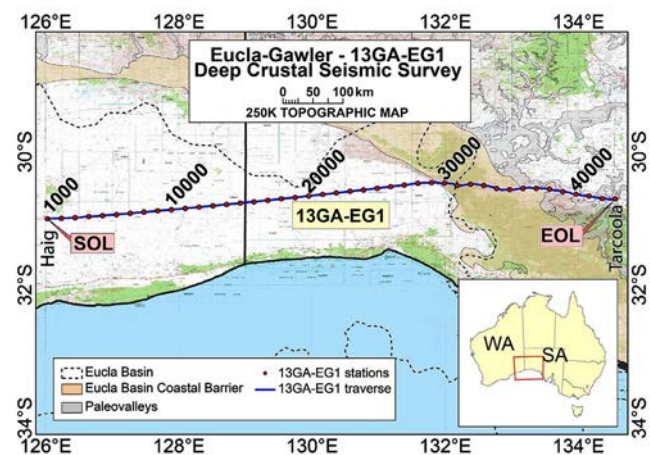 126°E 128°E 130°E 132°E 134°E
Eucla-Gawler - 13GA-EG1
Deep Crustal Seismic Survey
0 50 100 km
250K TOPOGRAPHIC MAP
30°S 30°S
1000 10000 20000 30000 40000
13GA-EG1
SOL EOL
Haig Tarcoola
32°S 32°S
WA SA
Eucla Basin
Eucla Basin Coastal Barrier
Paleovalleys
13GA-EG1 stations
13GA-EG1 traverse
34°S 34°S
126°E 128°E 130°E 132°E 134°E